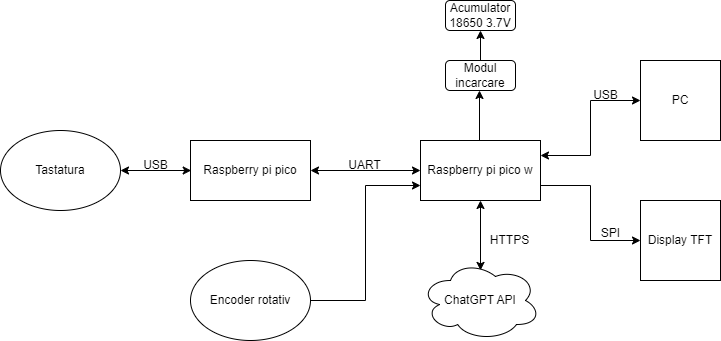 Acumulator
18650 3.7V
Modul
incarcare
USB
PC
Tastatura
USB
Raspberry pi pico
UART
Raspberry pi pico w
SPI
Display TFT
HTTPS
Encoder rotativ
ChatGPT API